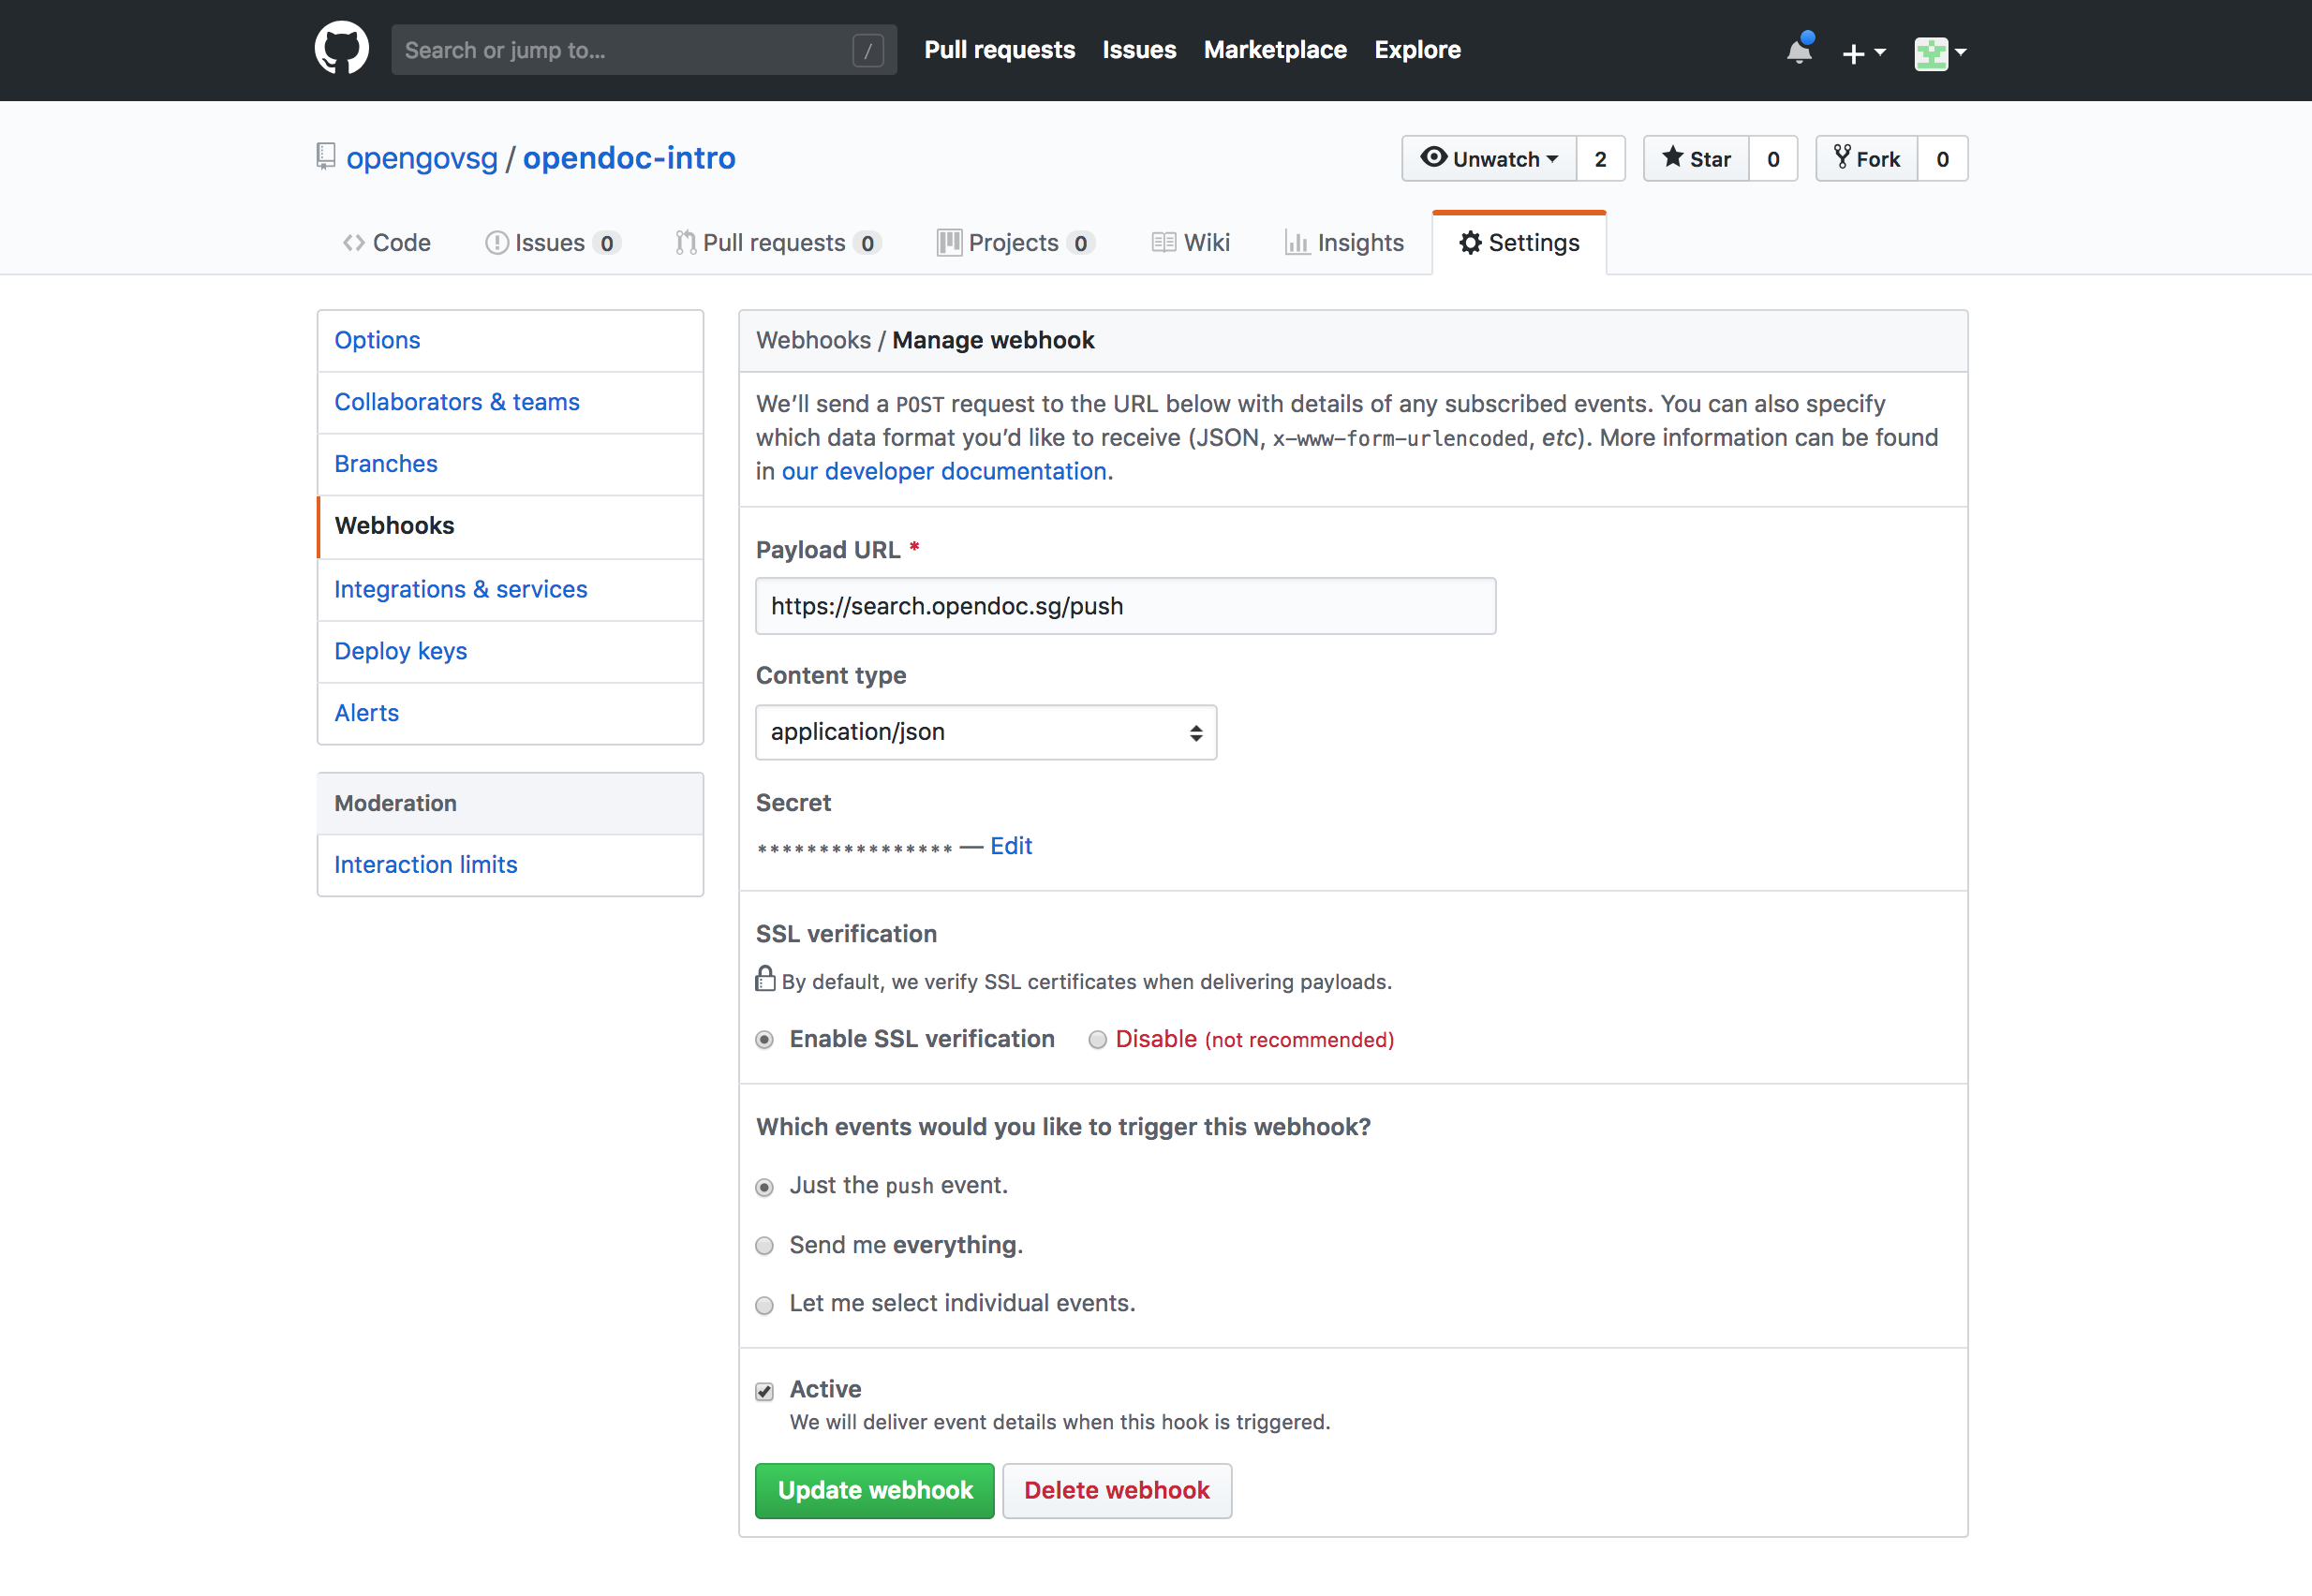 Search or jump to... /
Pull requests Issues Marketplace Explore
opengovsg / opendoc-intro
Unwatch 2 Star 0 Fork 0
Code Issues 0 Pull requests 0 Projects 0 Wiki Insights Settings
Options
Collaborators & teams
Branches
Webhooks
Integrations & services
Deploy keys
Alerts
Moderation
Interaction limits
Webhooks / Manage webhook
We’ll send a POST request to the URL below with details of any subscribed events. You can also specify
which data format you’d like to receive (JSON, x-www-form-urlencoded, etc). More information can be found
in our developer documentation.
Payload URL *
https://search.opendoc.sg/push
Content type
application/json
Secret
**************** — Edit
SSL verification
By default, we verify SSL certificates when delivering payloads.
Enable SSL verification Disable (not recommended)
Which events would you like to trigger this webhook?
Just the push event.
Send me everything.
Let me select individual events.
Active
We will deliver event details when this hook is triggered.
Update webhook Delete webhook